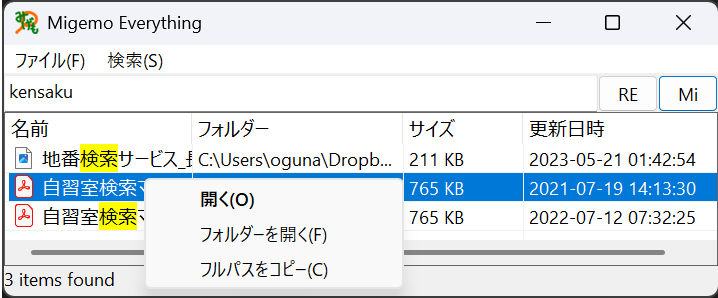 Migemo Everything
ファイル(F) 検索(S)
kensaku RE Mi
名前 フォルダー サイズ 更新日時
地番検索サービス_ C:\Users\oguna\Dropb... 211 KB 2023-05-21 01:42:54
自習室検索 765 KB 2021-07-19 14:13:30
自習室検索 765 KB 2022-07-12 07:32:25
開く(O)
フォルダーを開く(F)
フルパスをコピー(C)
3 items found